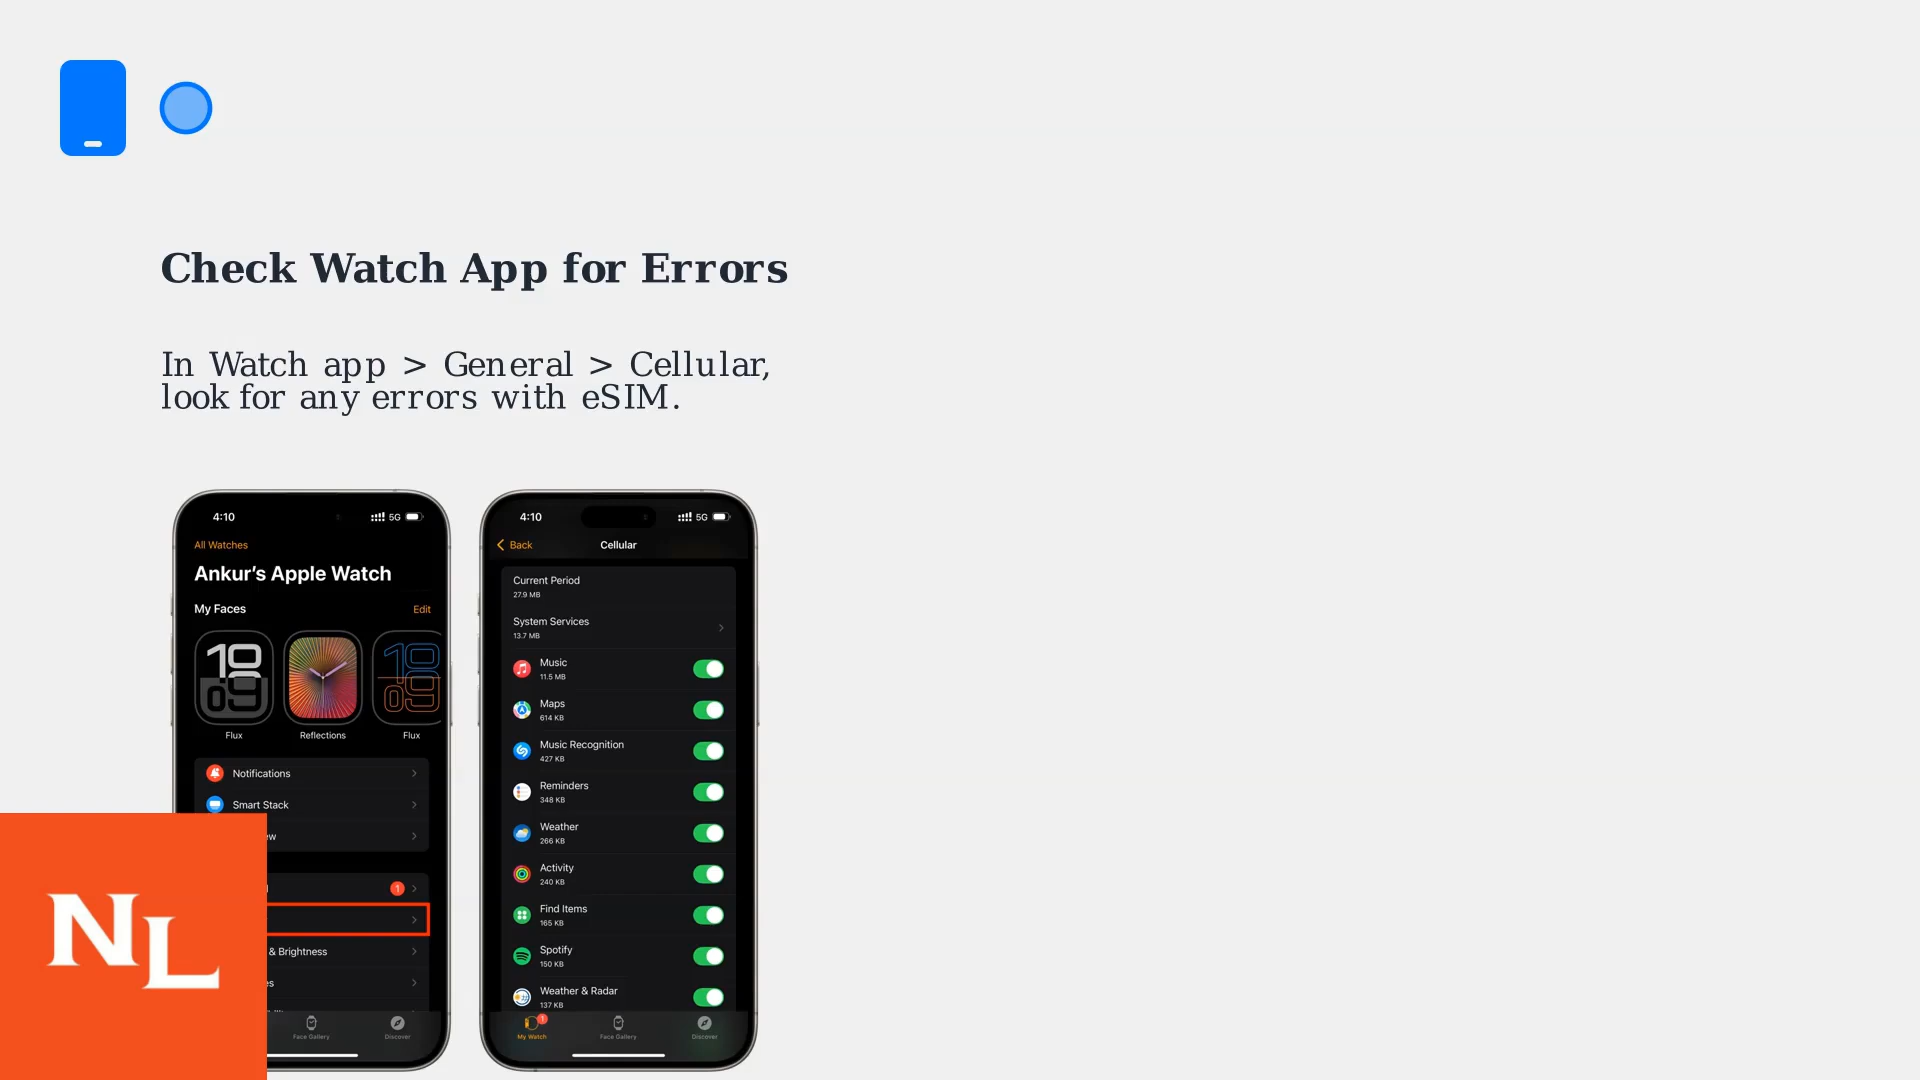 Check Watch App for Errors
In Watch app > General > Cellular,
look for any errors with eSIM.
4:10
5G
All Watches
Ankur's Apple Watch
My Faces
Edit
Flux
Reflections
Flux
Notifications
Smart Stack
1
& Brightness
Face Gallery
Discover
4:10
5G
Back
Cellular
Current Period
27.9 MB
System Services
13.7 MB
Music
11.5 MB
Maps
614 KB
Music Recognition
427 KB
Reminders
348 KB
Weather
266 KB
Activity
240 KB
Find Items
165 KB
Spotify
150 KB
Weather & Radar
137 KB
1
My Watch
Face Gallery
Discover
NL